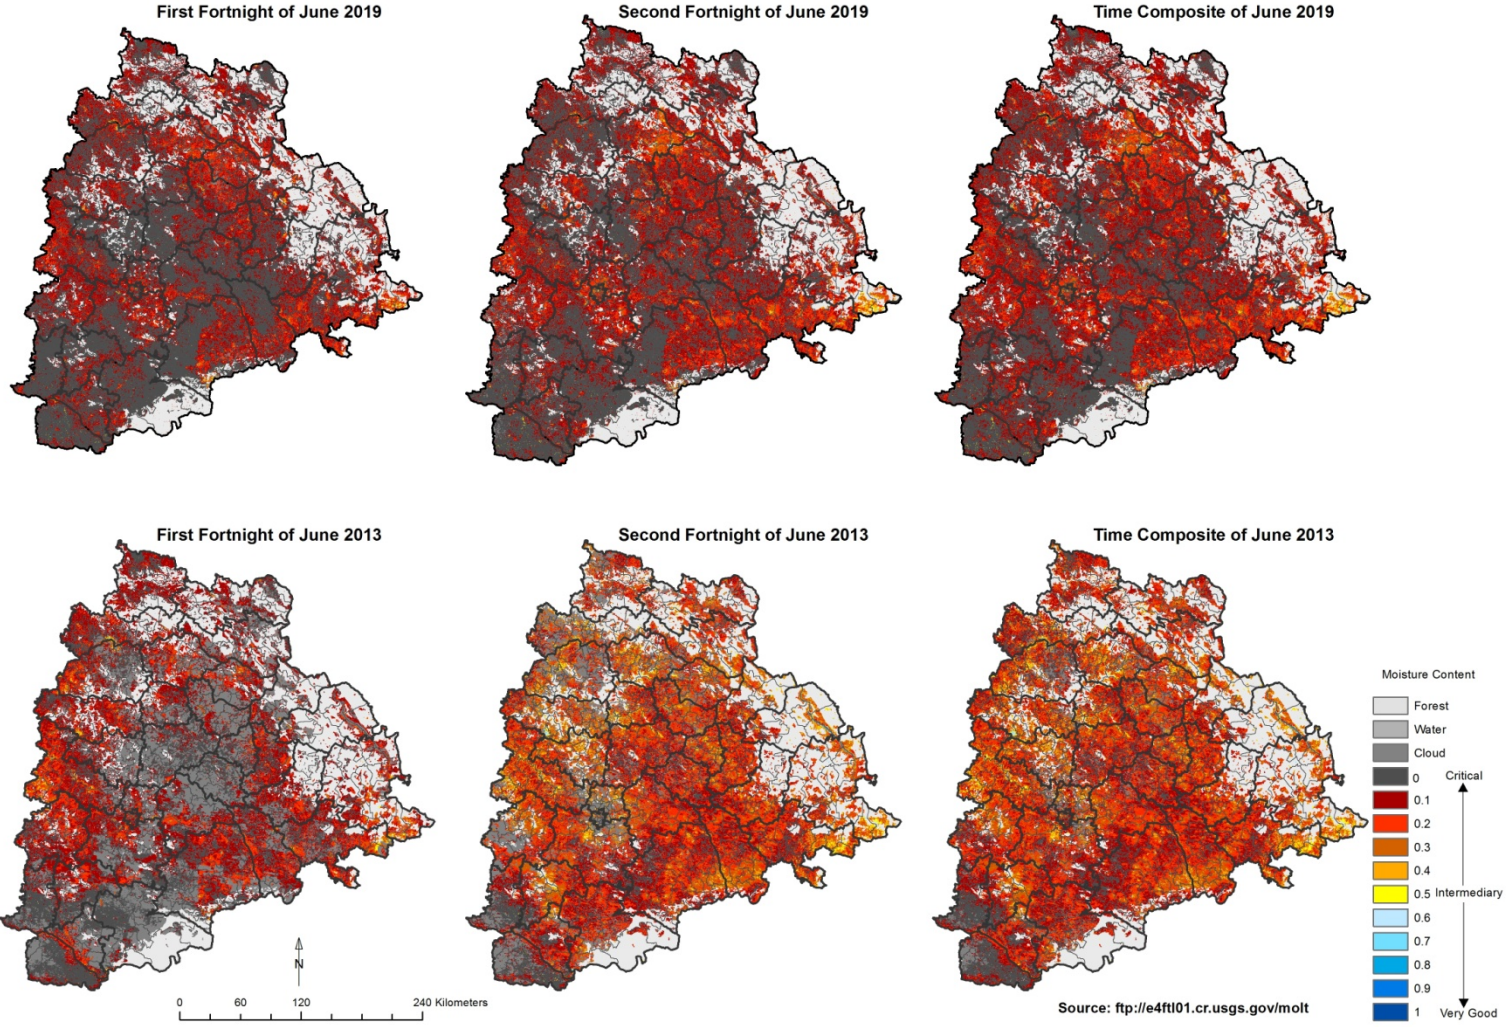 First Fortnight of June 2019
Second Fortnight of June 2019
Time Composite of June 2019
First Fortnight of June 2013
Second Fortnight of June 2013
Time Composite of June 2013
Moisture Content
Forest
Water
Cloud
0 Critical
0.1
0.2
0.3
0.4
0.5 Intermediary
0.6
0.7
0.8
0.9
1 Very Good
N
0 60 120 240 Kilometers
Source: ftp://e4ftl01.cr.usgs.gov/molt